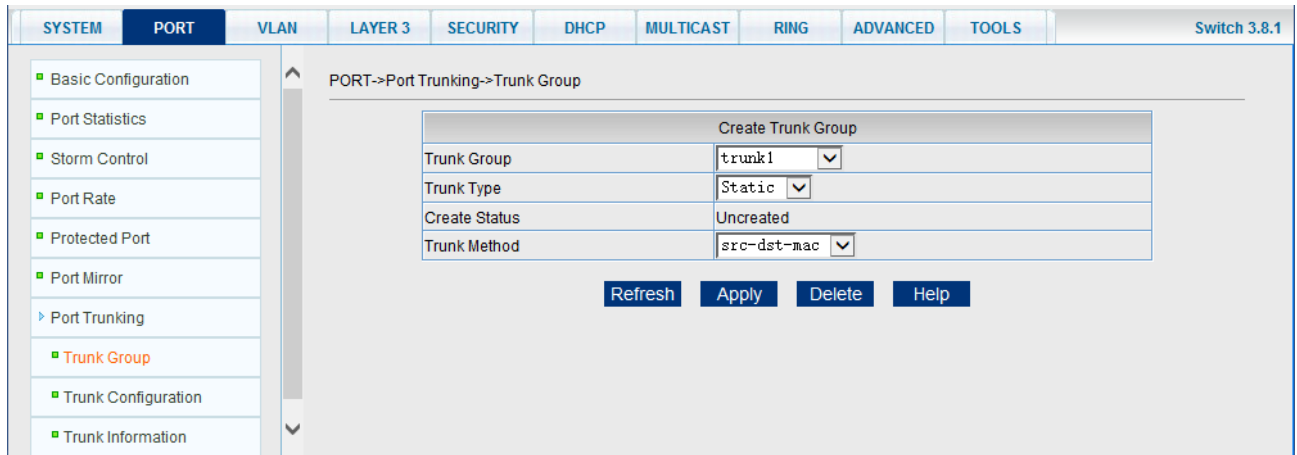 SYSTEM PORT VLAN LAYER 3 SECURITY DHCP MULTICAST RING ADVANCED TOOLS Switch 3.8.1
Basic Configuration
Port Statistics
Storm Control
Port Rate
Protected Port
Port Mirror
Port Trunking
Trunk Group
Trunk Configuration
Trunk Information
PORT->Port Trunking->Trunk Group
Create Trunk Group
Trunk Group trunk1
Trunk Type Static
Create Status Uncreated
Trunk Method src-dst-mac
Refresh Apply Delete Help